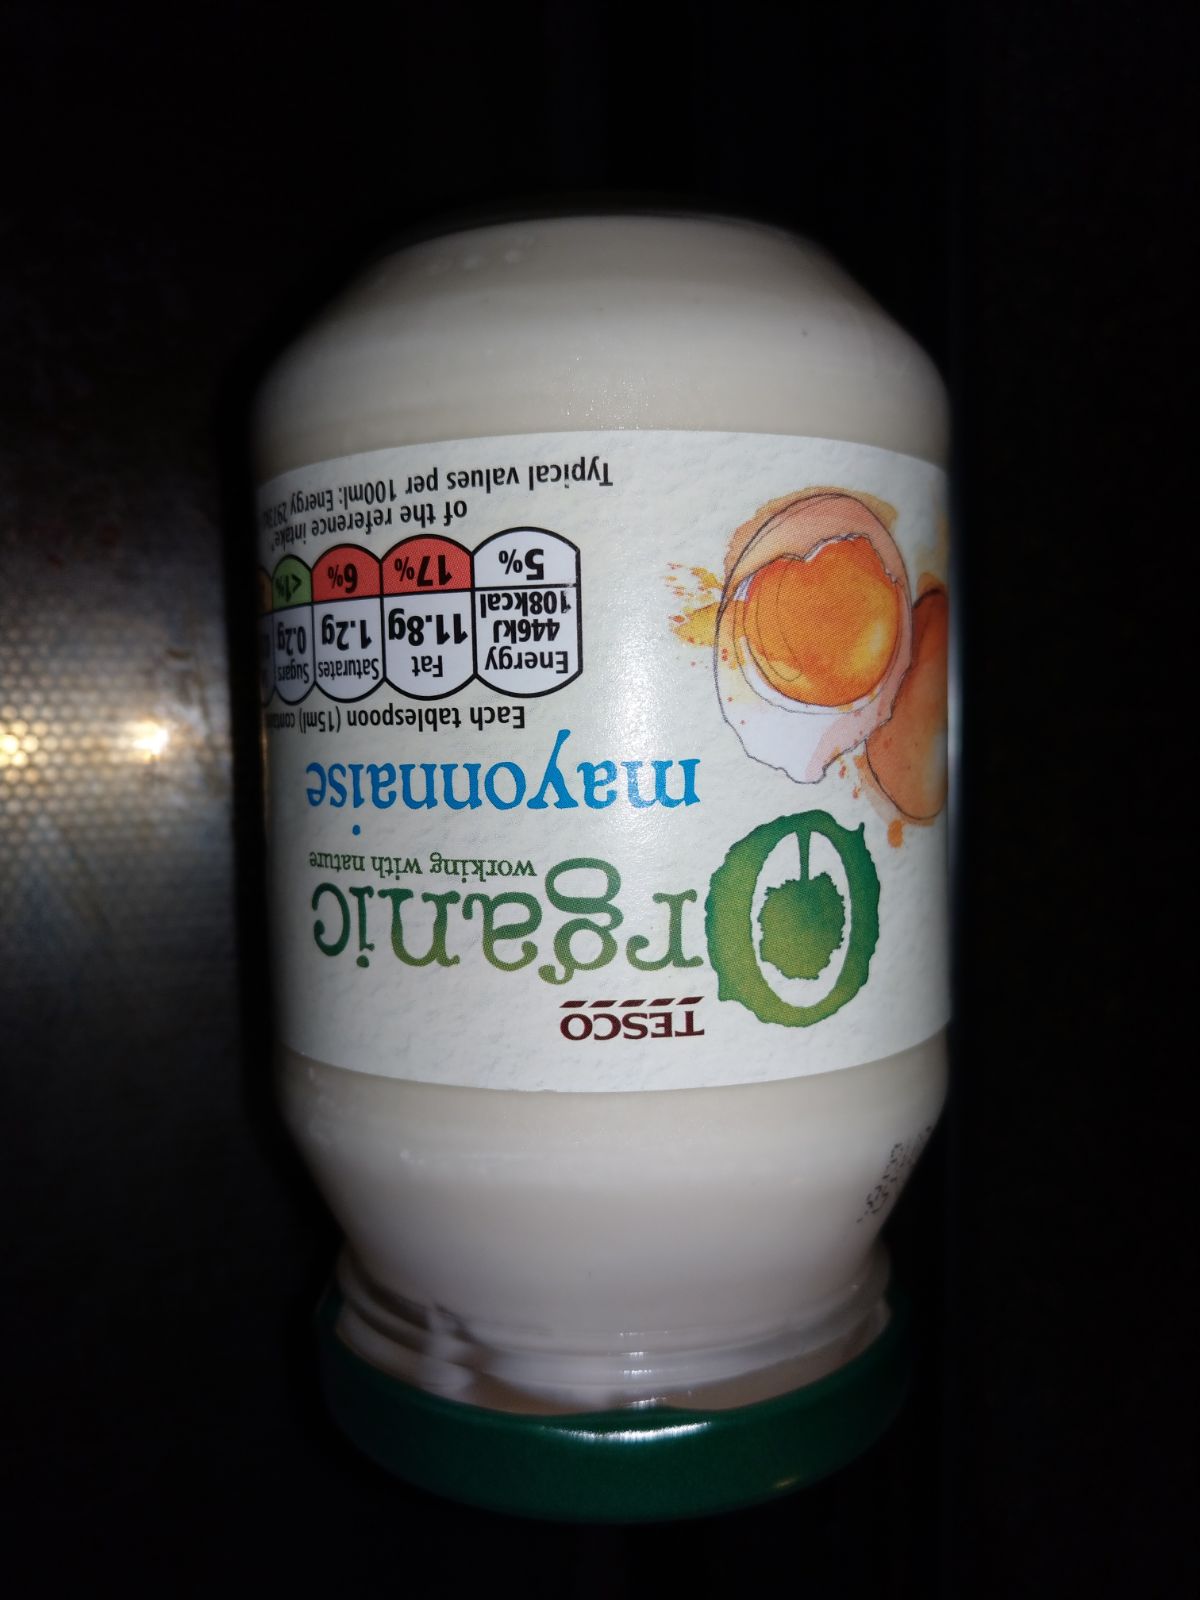 TESCO
Organic
working with nature
mayonnaise
Each tablespoon (15ml)
Energy Fat Saturates Sugars
446kJ 11.8g 1.2g 0.2g
108kcal
5% 17% 6% <1%
of the reference intake*
Typical values per 100ml: Energy